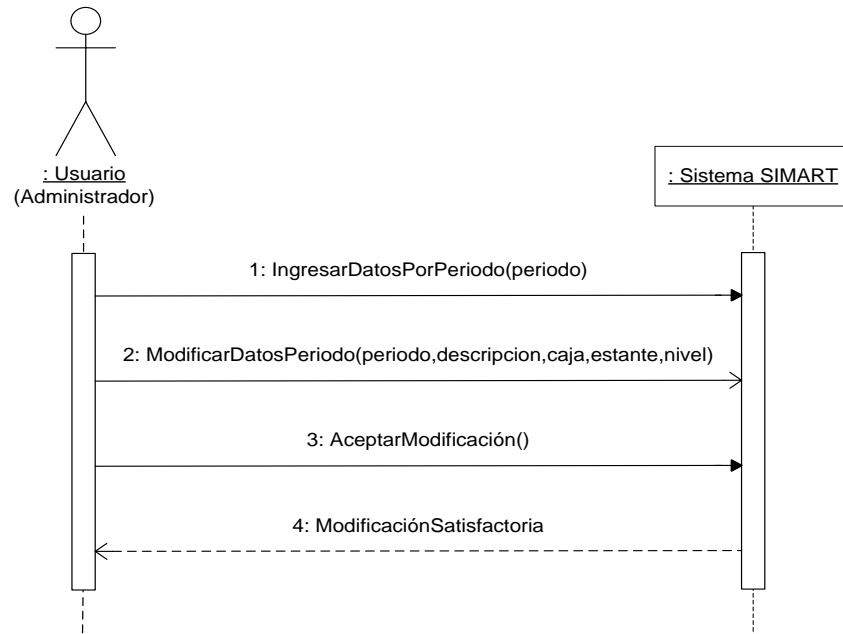 : Usuario
(Administrador)
: Sistema SIMART
1: IngresarDatosPorPeriodo(periodo)
2: ModificarDatosPeriodo(periodo,descripcion,caja,estante,nivel)
3: AceptarModificación()
4: ModificaciónSatisfactoria